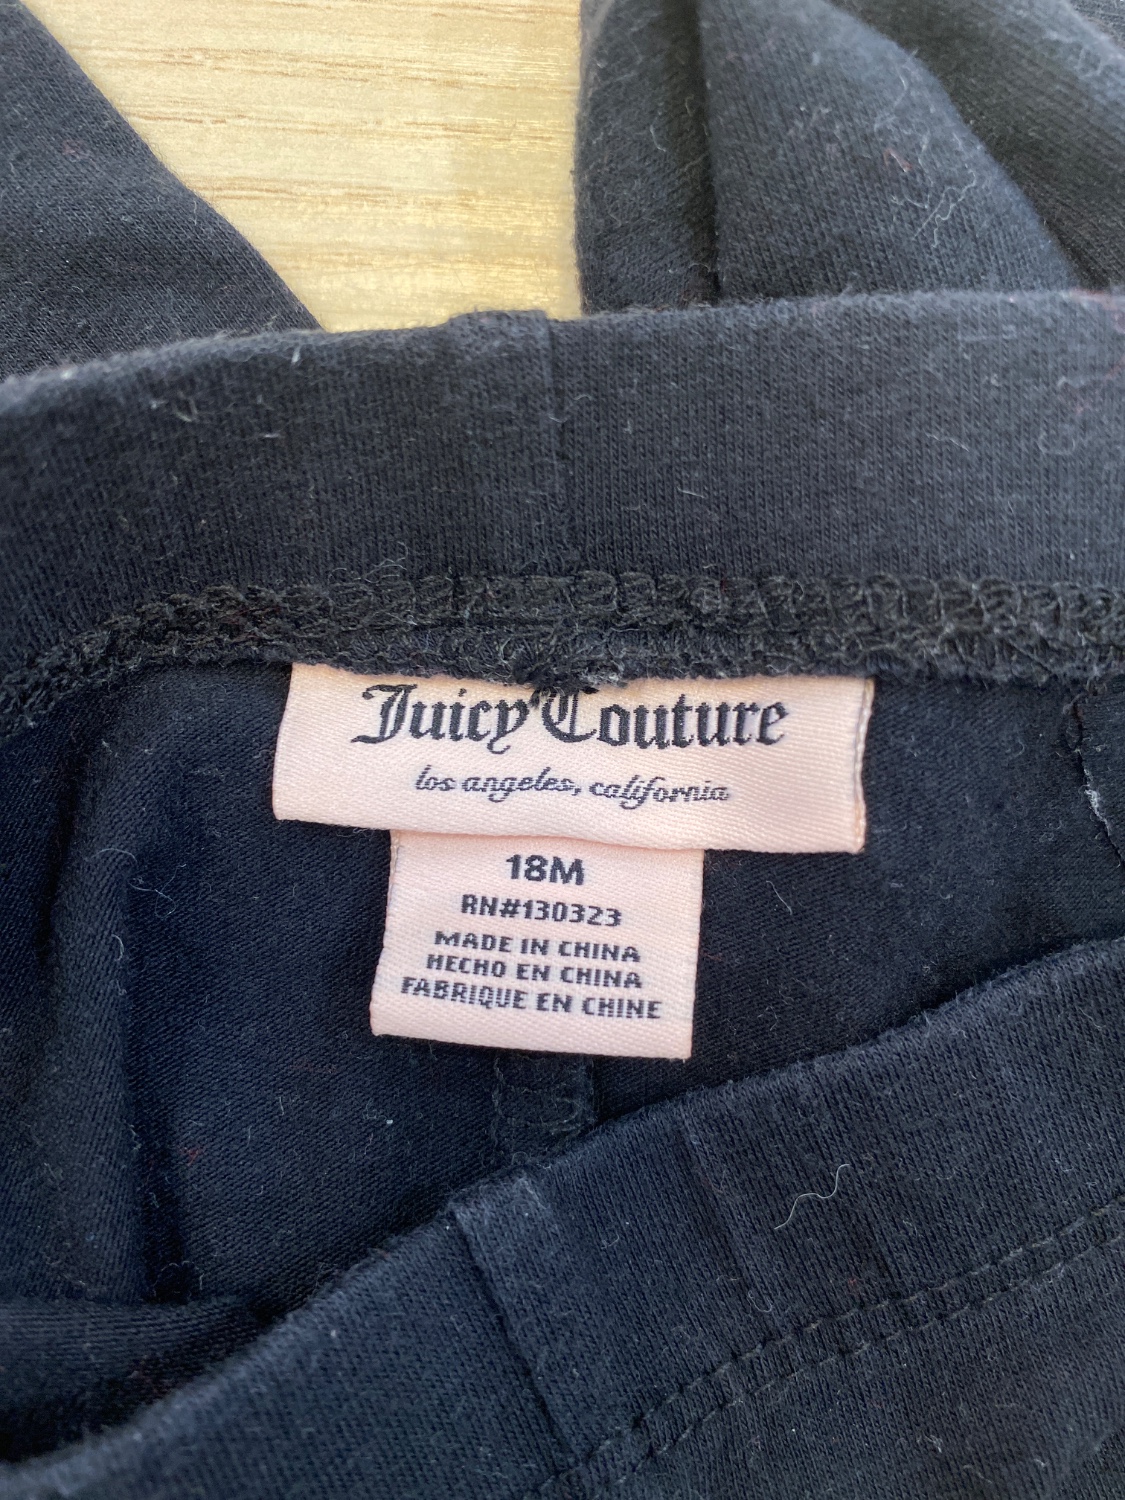 Juicy Couture
los angeles, california
18M
RN#130323
MADE IN CHINA
HECHO EN CHINA
FABRIQUE EN CHINE